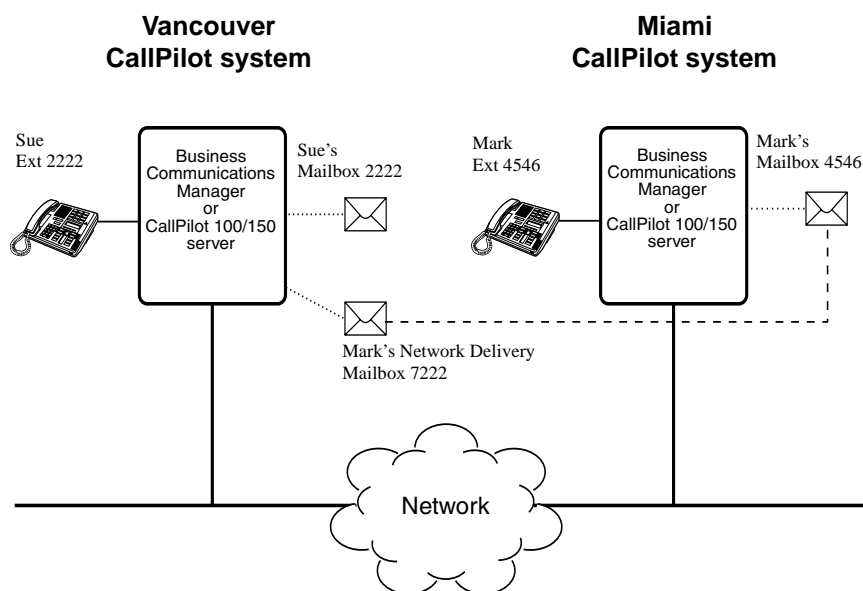 Vancouver
CallPilot system
Miami
CallPilot system
Sue
Ext 2222
Business
Communications
Manager
or
CallPilot 100/150
server
Sue's
Mailbox 2222
Mark's Network Delivery
Mailbox 7222
Mark
Ext 4546
Business
Communications
Manager
or
CallPilot 100/150
server
Mark's
Mailbox 4546
Network